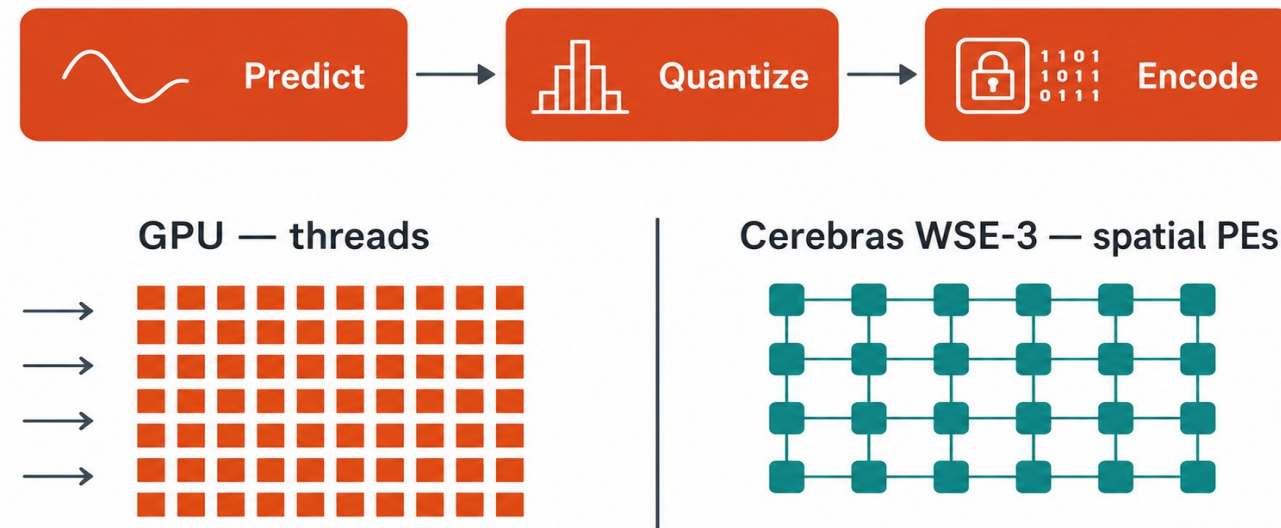 Predict
Quantize
1101
1011
0111
Encode
GPU — threads
Cerebras WSE-3 — spatial PEs